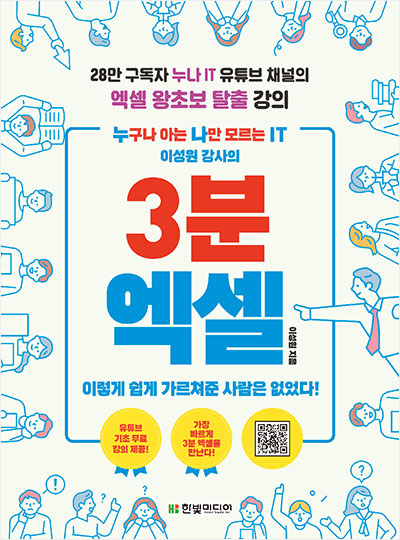 28만 구독자 누나 IT 유튜브 채널의
엑셀 왕초보 탈출 강의
누구나 아는 나만 모르는 IT
이성원 강사의
3분
엑셀
이성원 지음
이렇게 쉽게 가르쳐준 사람은 없었다!
유튜브
기초 무료
강의 제공!
가장
빠르게
3분 엑셀을
만난다!
HB 한빛미디어